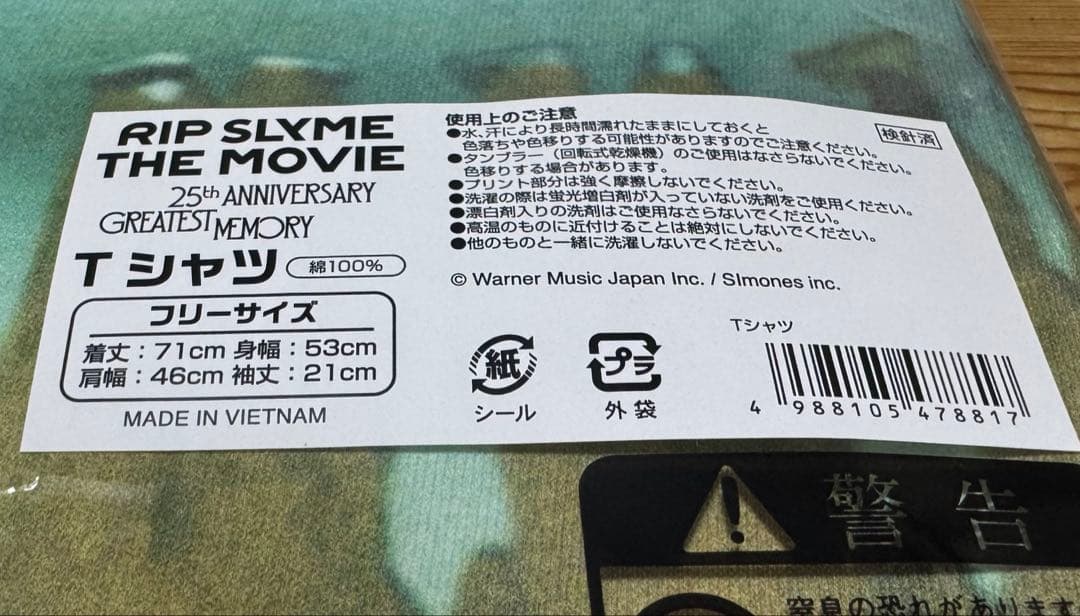 RIP SLYME
THE MOVIE
25th ANNIVERSARY
GREATEST MEMORY
Tシャツ 綿100%
フリーサイズ
着丈：71cm 身幅：53cm
肩幅：46cm 袖丈：21cm
MADE IN VIETNAM
使用上のご注意
●水、汗により長時間濡れたままにしておくと
色落ちや色移りする可能性がありますのでご注意ください。
●タンブラー（回転式乾燥機）のご使用はなさらないでください。
色移りする場合があります。
●プリント部分は強く摩擦しないでください。
●洗濯の際は蛍光増白剤が入っていない洗剤をご使用ください。
●漂白剤入りの洗剤はご使用なさらないでください。
●高温のものに近付けることは絶対にしないでください。
●他のものと一緒に洗濯しないでください。
検針済
© Warner Music Japan Inc. / SImones inc.
紙
シール
プラ
外袋
Tシャツ
4 988105 478817
警告
窒息の恐れがあります